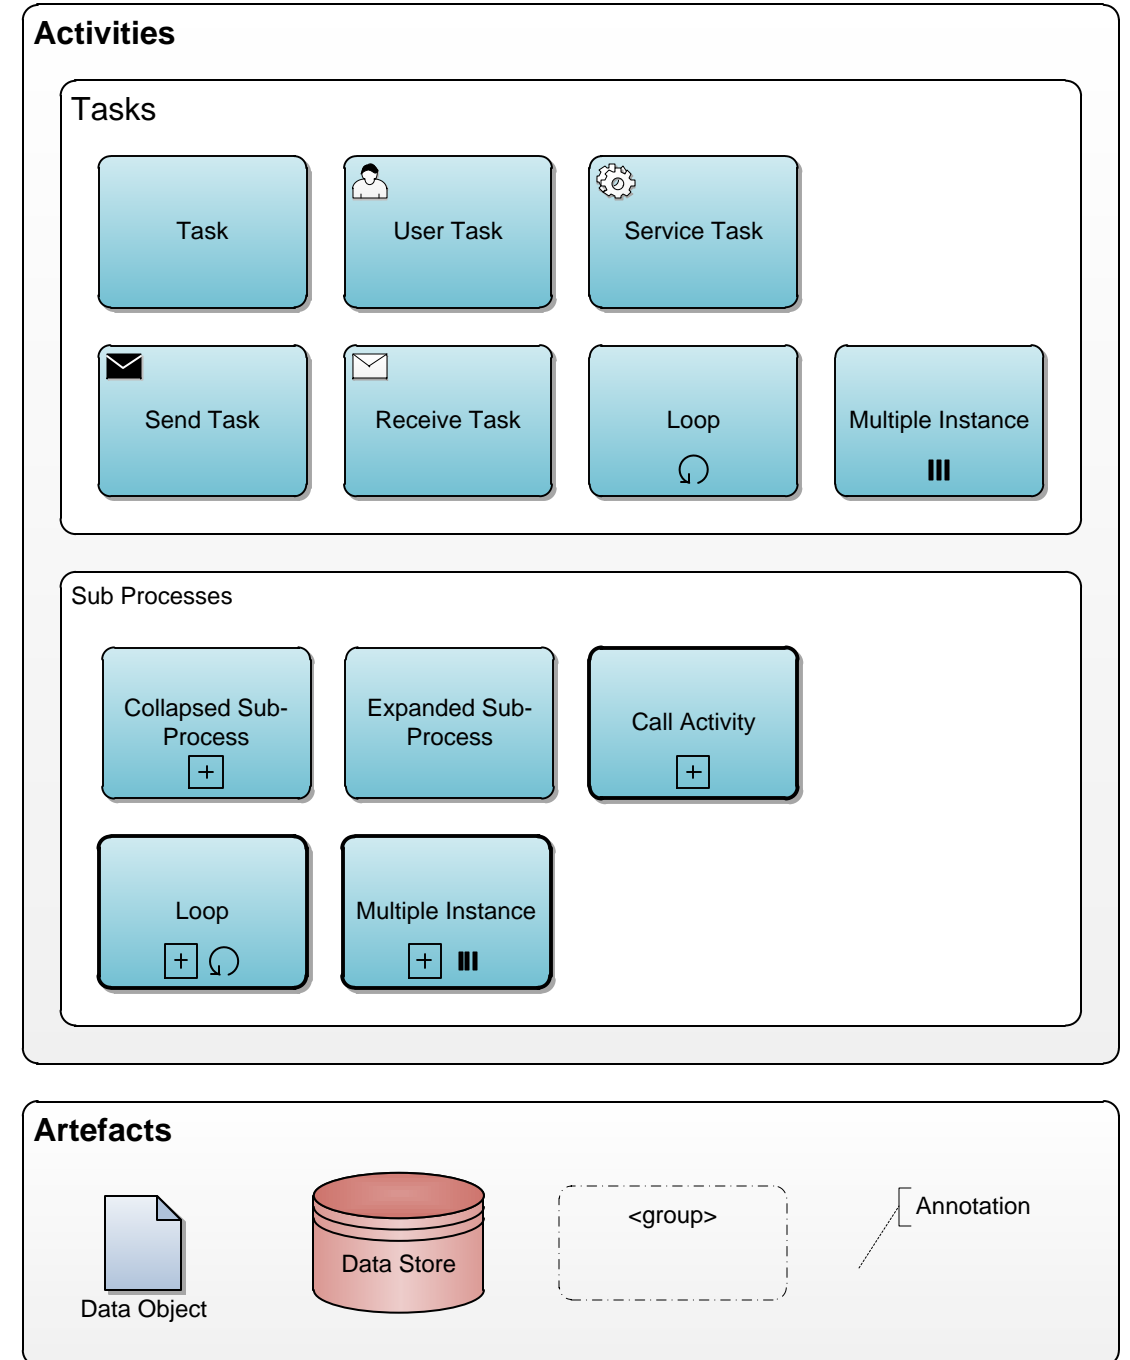 Activities
Tasks
Task
User Task
Service Task
Send Task
Receive Task
Loop
Multiple Instance
Sub Processes
Collapsed Sub-
Process
Expanded Sub-
Process
Call Activity
Loop
Multiple Instance
Artefacts
Data Object
Data Store
<group>
Annotation